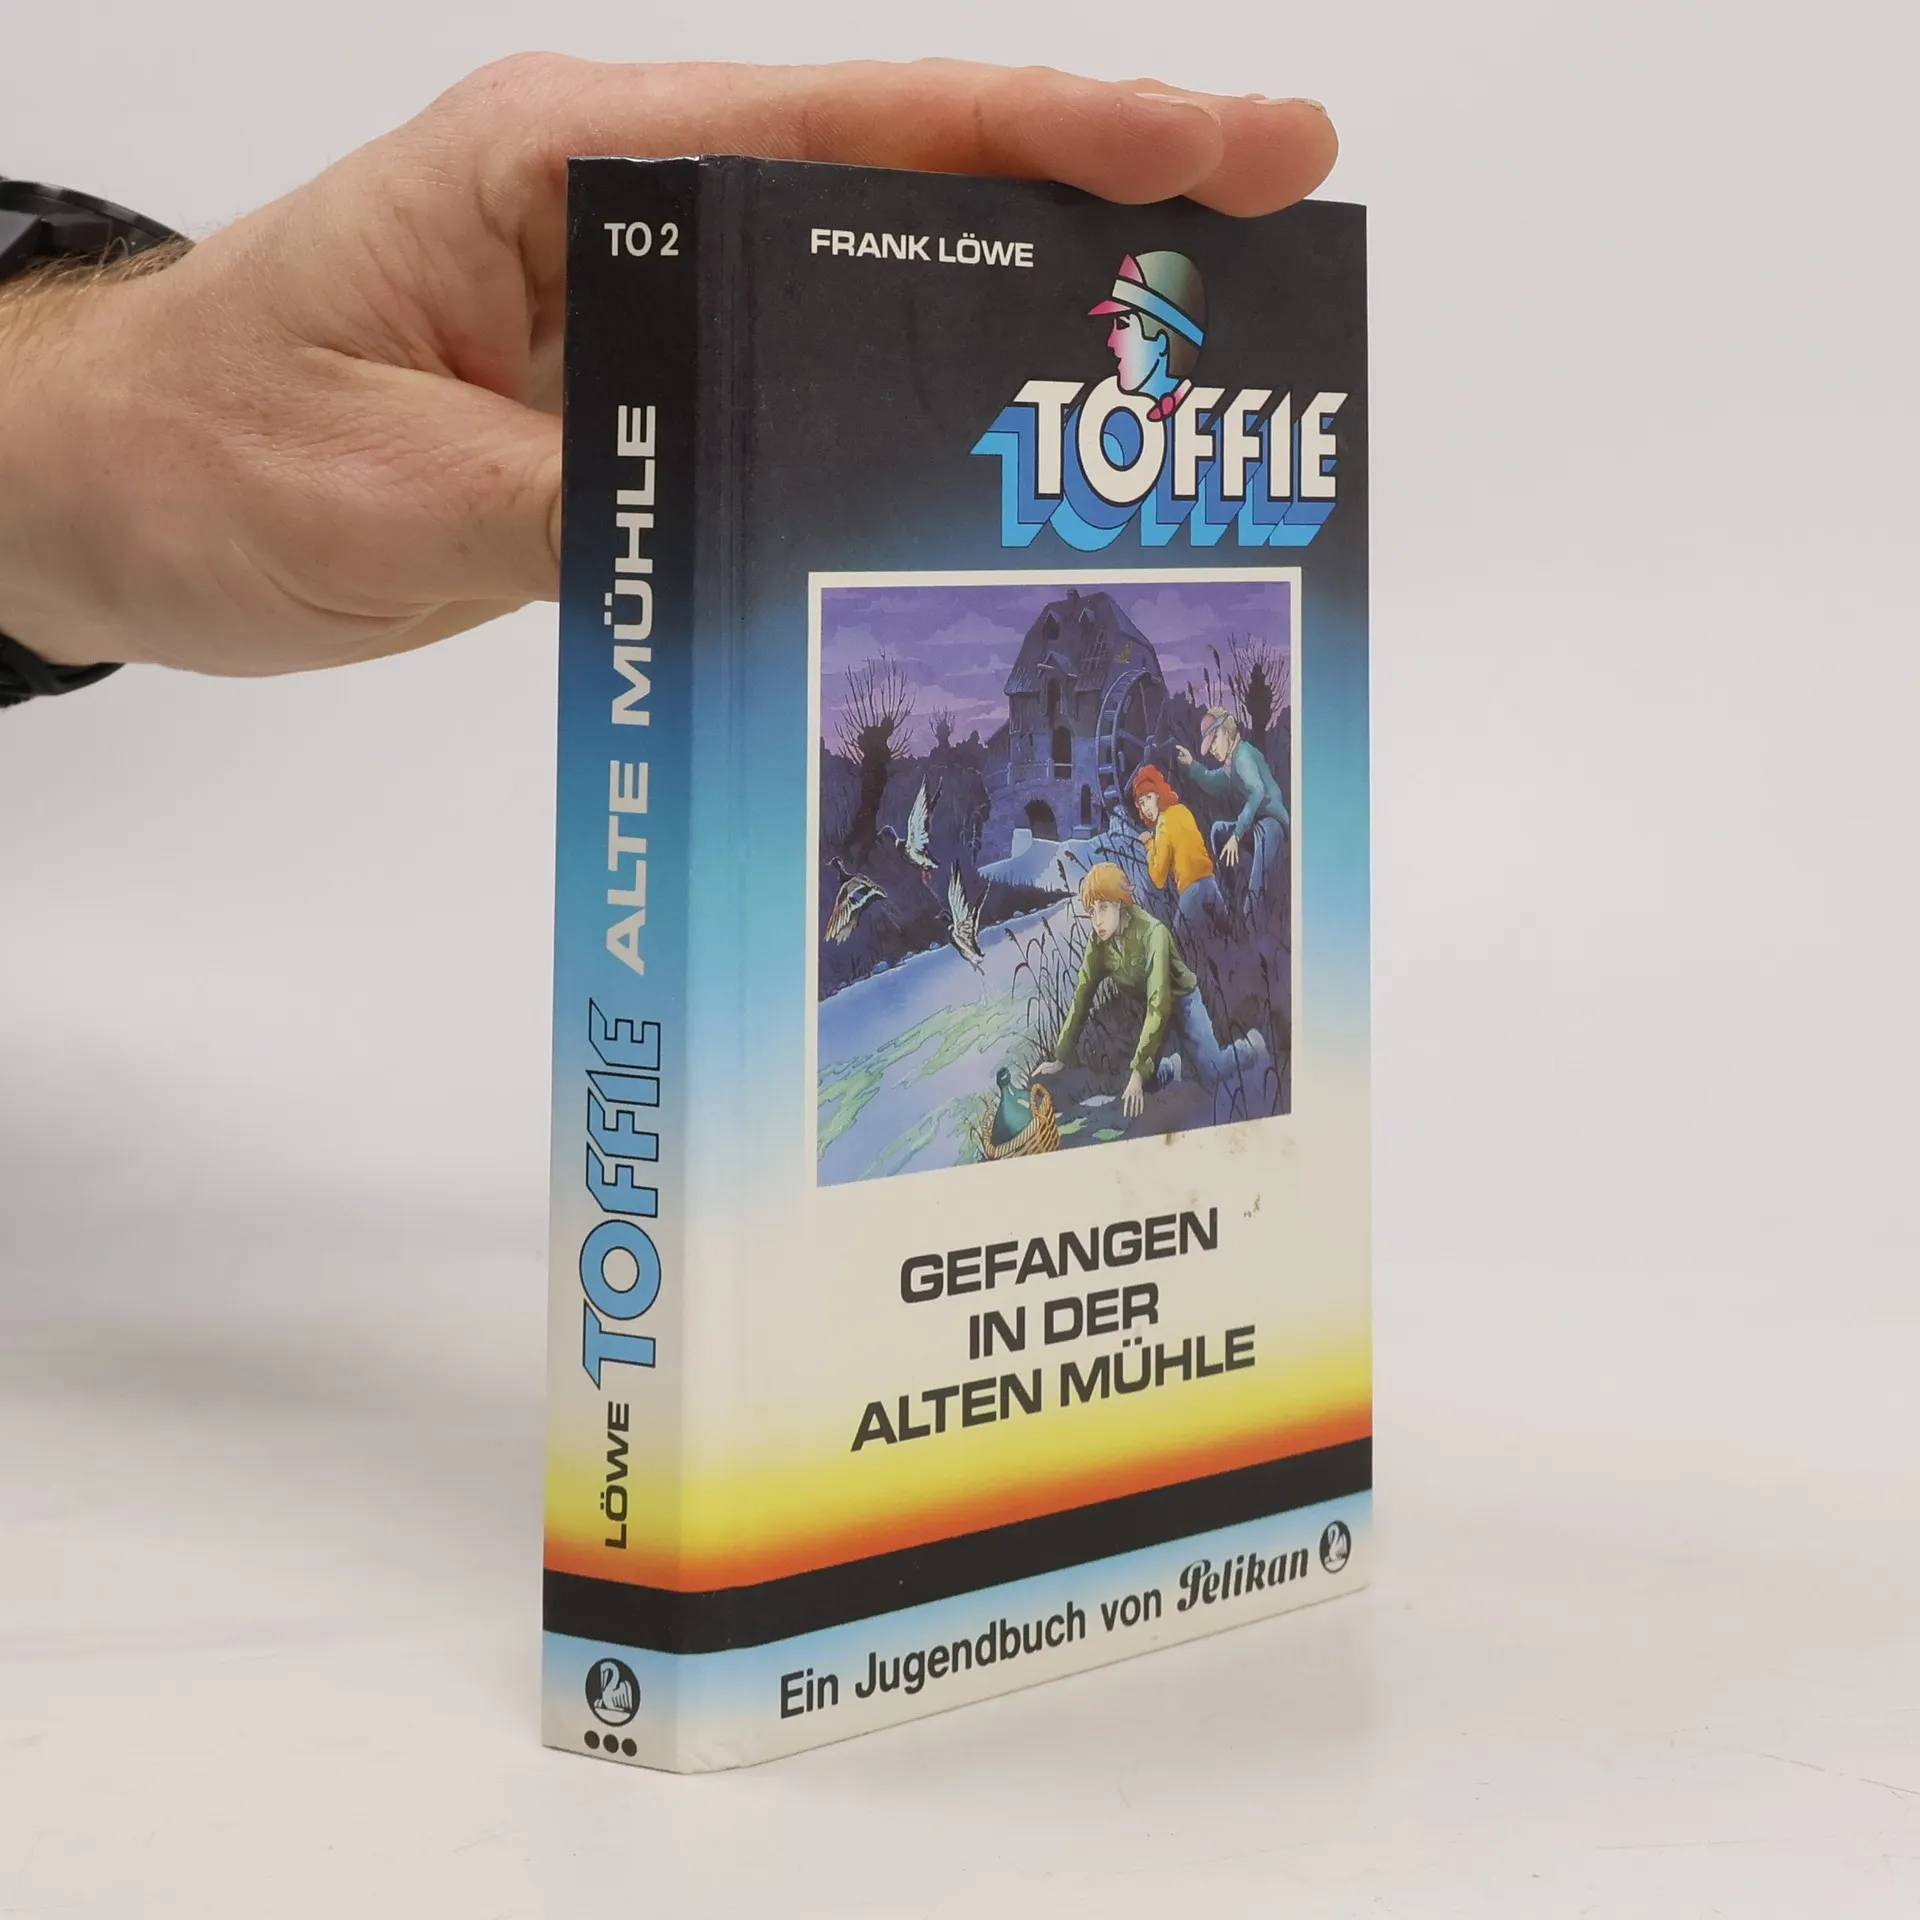 TO 2
ALTE MÜHLE
TOFFIE
LÖWE
FRANK LÖWE
TOFFIE
GEFANGEN
IN DER
ALTEN MÜHLE
Ein Jugendbuch von Pelikan